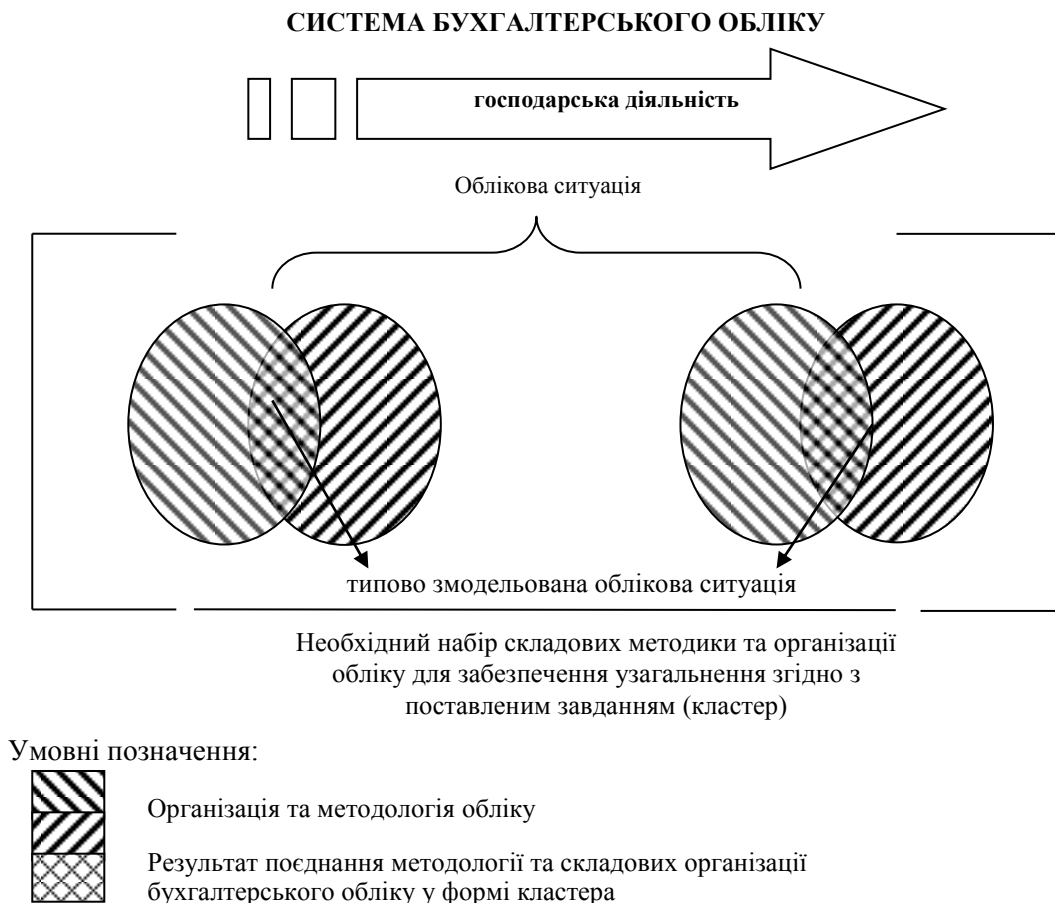 СИСТЕМА БУХГАЛТЕРСЬКОГО ОБЛІКУ
господарська діяльність
Облікова ситуація
типово змодельована облікова ситуація
Необхідний набір складових методики та організації
обліку для забезпечення узагальнення згідно з
поставленим завданням (кластер)
Умовні позначення:
Організація та методологія обліку
Результат поєднання методології та складових організації
бухгалтерського обліку у формі кластера